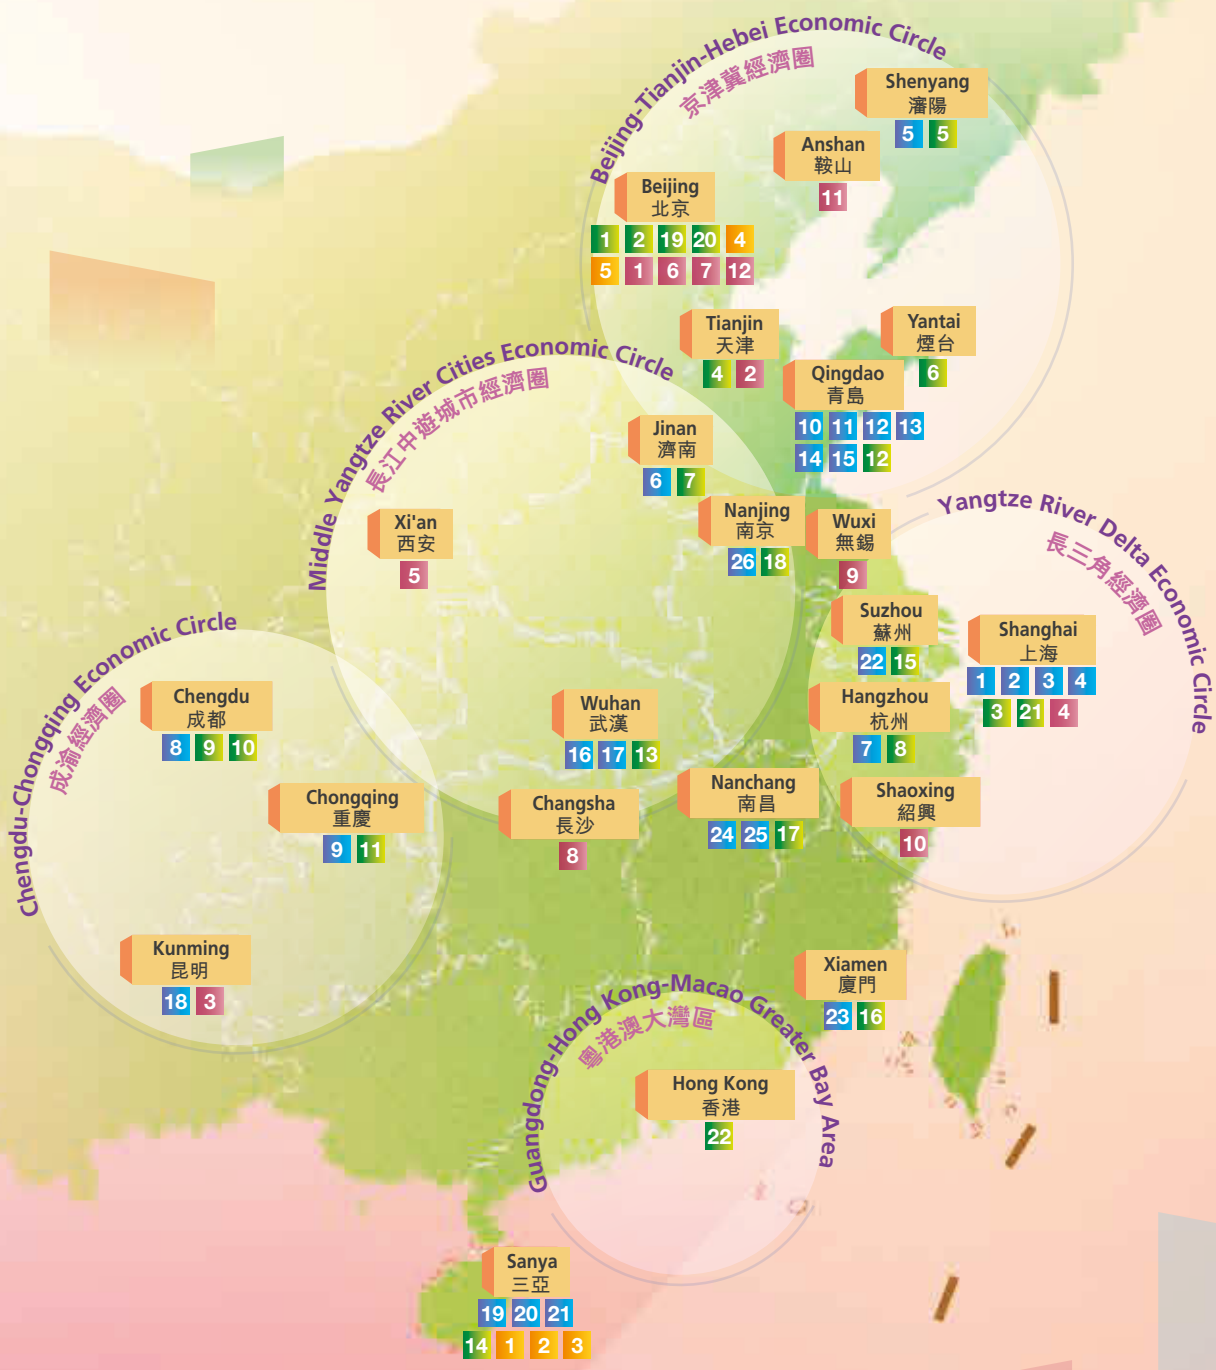 Beijing-Tianjin-Hebei Economic Circle
京津冀經濟圈
Shenyang
瀋陽
5 5
Anshan
鞍山
11
Beijing
北京
1 2 19 20 4
5 1 6 7 12
Tianjin
天津
4 2
Yantai
煙台
6
Qingdao
青島
10 11 12 13
14 15 12
Middle Yangtze River Cities Economic Circle
長江中遊城市經濟圈
Jinan
濟南
6 7
Xi'an
西安
5
Nanjing
南京
26 18
Wuxi
無錫
9
Yangtze River Delta Economic Circle
長三角經濟圈
Suzhou
蘇州
22 15
Shanghai
上海
1 2 3 4
3 21 4
Chengdu-Chongqing Economic Circle
成渝經濟圈
Chengdu
成都
8 9 10
Wuhan
武漢
16 17 13
Hangzhou
杭州
7 8
Chongqing
重慶
9 11
Changsha
長沙
8
Nanchang
南昌
24 25 17
Shaoxing
紹興
10
Kunming
昆明
18 3
Xiamen
廈門
23 16
Guangdong-Hong Kong-Macao Greater Bay Area
粵港澳大灣區
Hong Kong
香港
22
Sanya
三亞
19 20 21
14 1 2 3